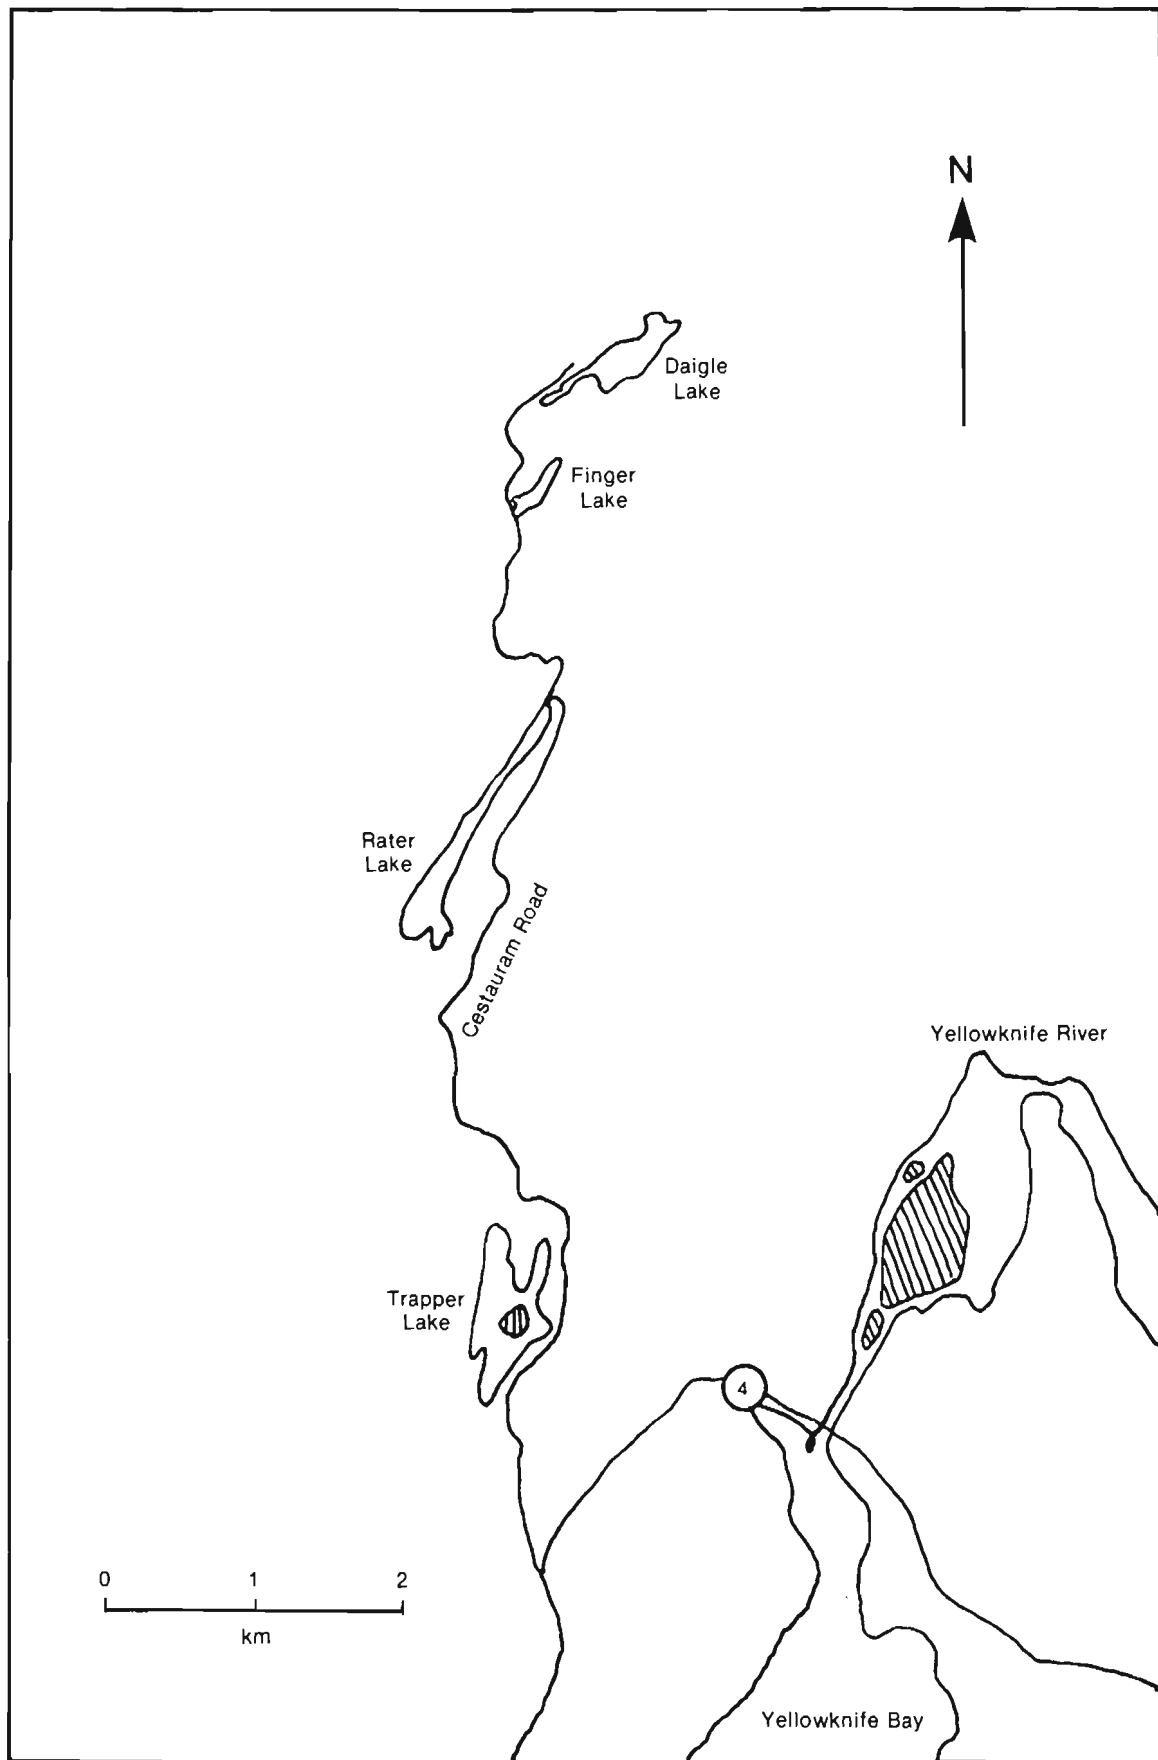 N
Daigle
Lake
Finger
Lake
Rater
Lake
Cestauram Road
Yellowknife River
Trapper
Lake
4
0 1 2
km
Yellowknife Bay